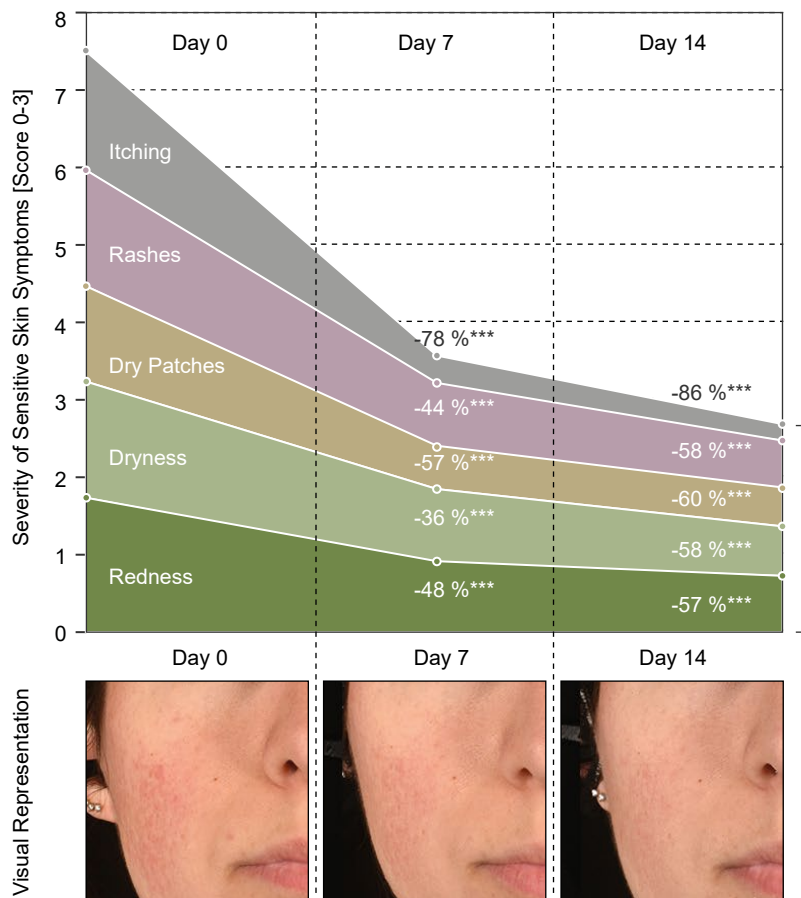 Severity of Sensitive Skin Symptoms [Score 0-3]
8
7
6
5
4
3
2
1
0
Day 0
Day 7
Day 14
Itching
Rashes
Dry Patches
Dryness
Redness
-78 %***
-44 %***
-57 %***
-36 %***
-48 %***
-86 %***
-58 %***
-60 %***
-58 %***
-57 %***
Day 0
Day 7
Day 14
Visual Representation